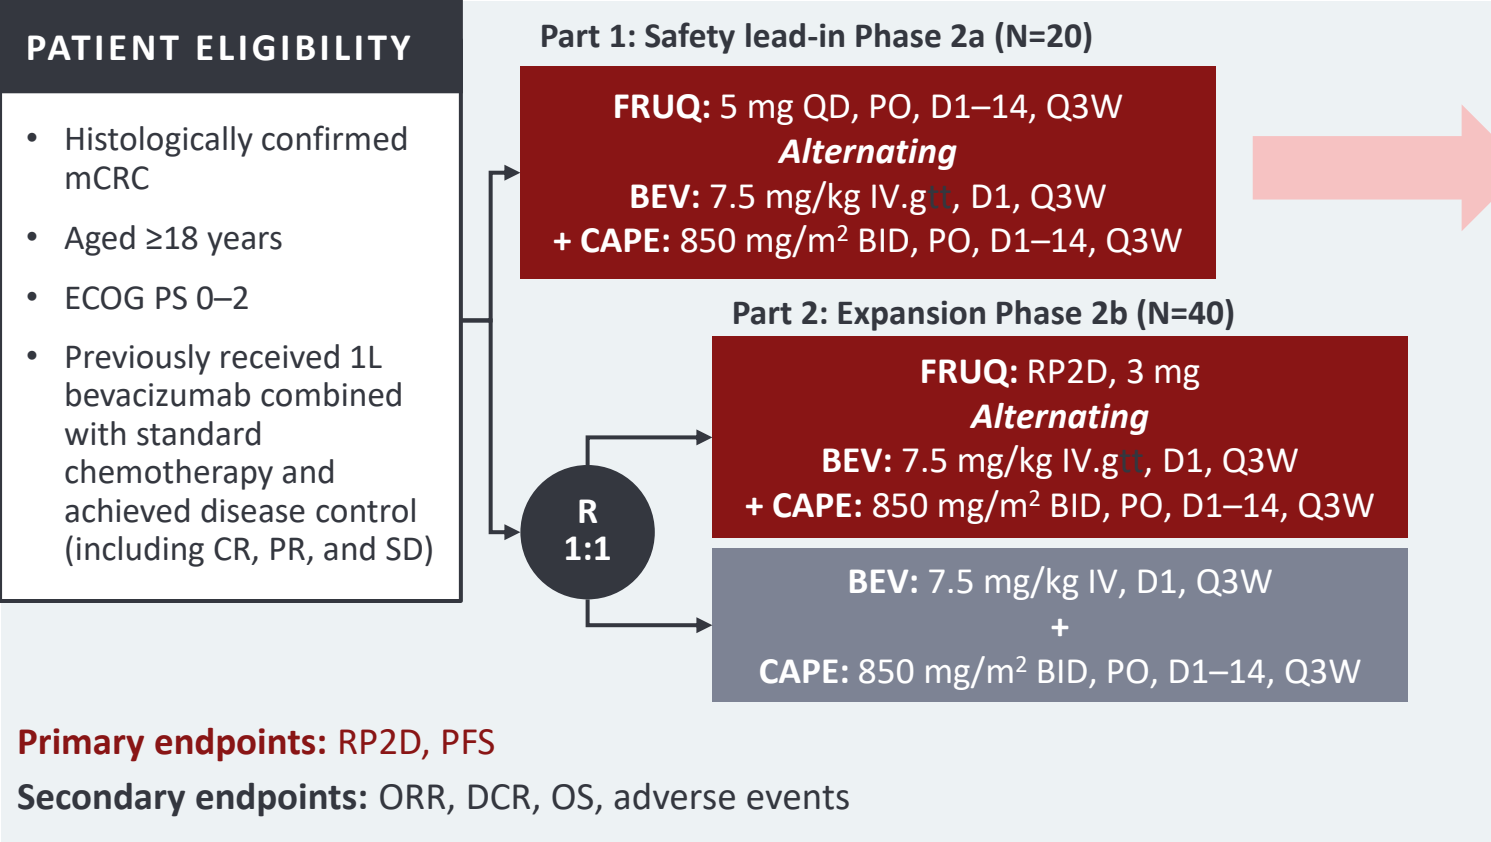 PATIENT ELIGIBILITY
• Histologically confirmed
mCRC
• Aged ≥18 years
• ECOG PS 0–2
• Previously received 1L
bevacizumab combined
with standard
chemotherapy and
achieved disease control
(including CR, PR, and SD)
Part 1: Safety lead-in Phase 2a (N=20)
FRUQ: 5 mg QD, PO, D1–14, Q3W
Alternating
BEV: 7.5 mg/kg IV.gtt, D1, Q3W
+ CAPE: 850 mg/m² BID, PO, D1–14, Q3W
Part 2: Expansion Phase 2b (N=40)
R
1:1
FRUQ: RP2D, 3 mg
Alternating
BEV: 7.5 mg/kg IV.gtt, D1, Q3W
+ CAPE: 850 mg/m² BID, PO, D1–14, Q3W
BEV: 7.5 mg/kg IV, D1, Q3W
+
CAPE: 850 mg/m² BID, PO, D1–14, Q3W
Primary endpoints: RP2D, PFS
Secondary endpoints: ORR, DCR, OS, adverse events